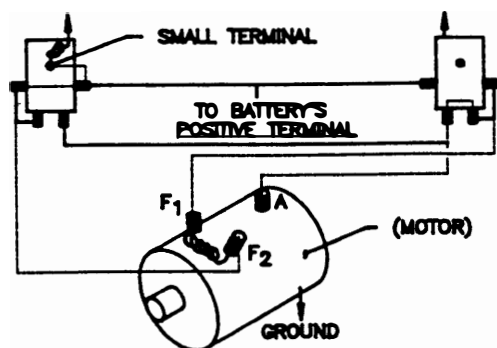 SMALL TERMINAL
TO BATTERY'S
POSITIVE TERMINAL
F1
A
F2
(MOTOR)
GROUND